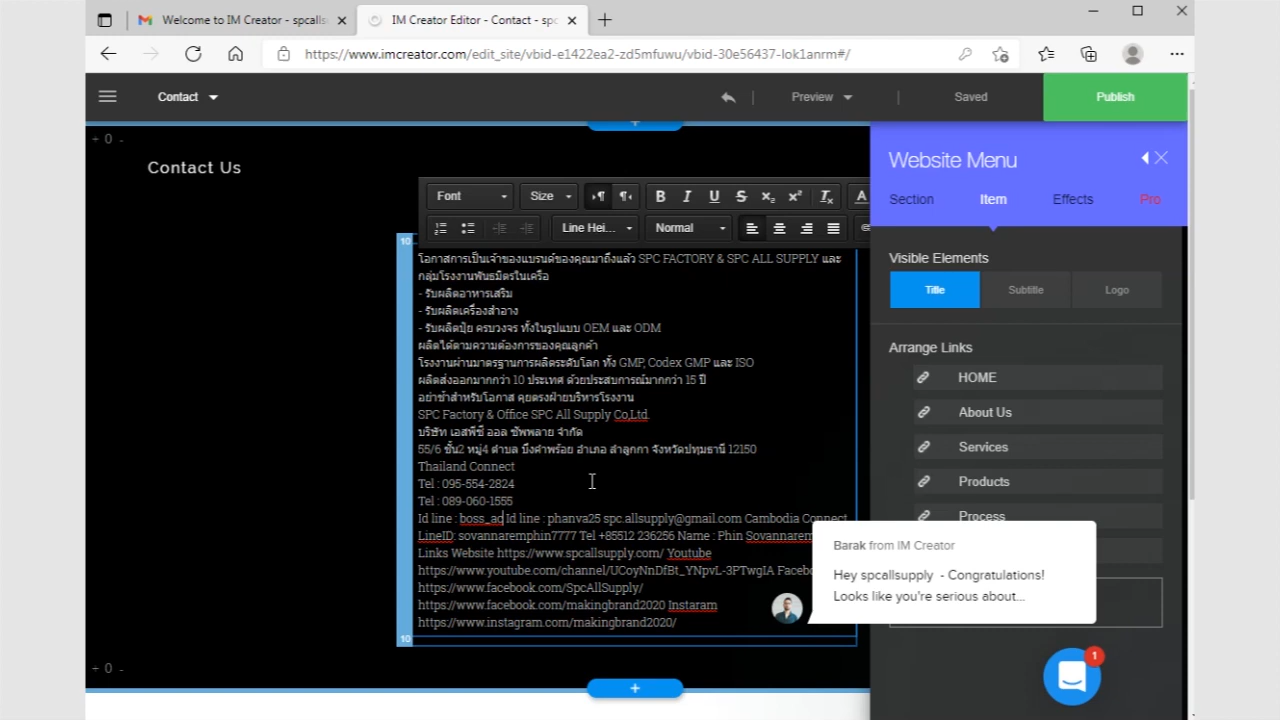 Welcome to IM Creator - spcalls
IM Creator Editor - Contact - spc
https://www.imcreator.com/edit_site/vbid-e1422ea2-zd5mfuwu/vbid-30e56437-lok1anrm#/
Contact
Preview
Saved
Publish
+ 0 -
Contact Us
Website Menu
Section Item Effects Pro
Font
Size
B I U S x₂ x² Tx A
Line Hei...
Normal
10
Visible Elements
Title Subtitle Logo
Arrange Links
HOME
About Us
Services
Products
Process
โอกาสการเป็นเจ้าของแบรนด์ของคุณมาถึงแล้ว SPC FACTORY & SPC ALL SUPPLY และ
กลุ่มโรงงานพันธมิตรในเครือ
- รับผลิตอาหารเสริม
- รับผลิตเครื่องสำอาง
- รับผลิตปุ๋ย ครบวงจร ทั้งในรูปแบบ OEM และ ODM
ผลิตได้ตามความต้องการของคุณลูกค้า
โรงงานผ่านมาตรฐานการผลิตระดับโลก ทั้ง GMP, Codex GMP และ ISO
ผลิตส่งออกมากกว่า 10 ประเทศ ด้วยประสบการณ์มากกว่า 15 ปี
อย่าช้าสำหรับโอกาส คุยตรงฝ่ายบริหารโรงงาน
SPC Factory & Office SPC All Supply Co,Ltd.
บริษัท เอสพีซี ออล ซัพพลาย จำกัด
55/6 ชั้น2 หมู่4 ตำบล บึงคำพร้อย อำเภอ ลำลูกกา จังหวัดปทุมธานี 12150
Thailand Connect
Tel : 095-554-2824
Tel : 089-060-1555
Id line : boss_ad Id line : phanva25 spc.allsupply@gmail.com Cambodia Connect
LineID: sovannaremphin7777 Tel +85512 236256 Name : Phin Sovannarem
Links Website https://www.spcallsupply.com/ Youtube
https://www.youtube.com/channel/UCoyNnDfBt_YNpvL-3PTwgIA Facebo
https://www.facebook.com/SpcAllSupply/
https://www.facebook.com/makingbrand2020 Instaram
https://www.instagram.com/makingbrand2020/
10
+ 0 -
Barak from IM Creator
Hey spcallsupply - Congratulations!
Looks like you're serious about...
1